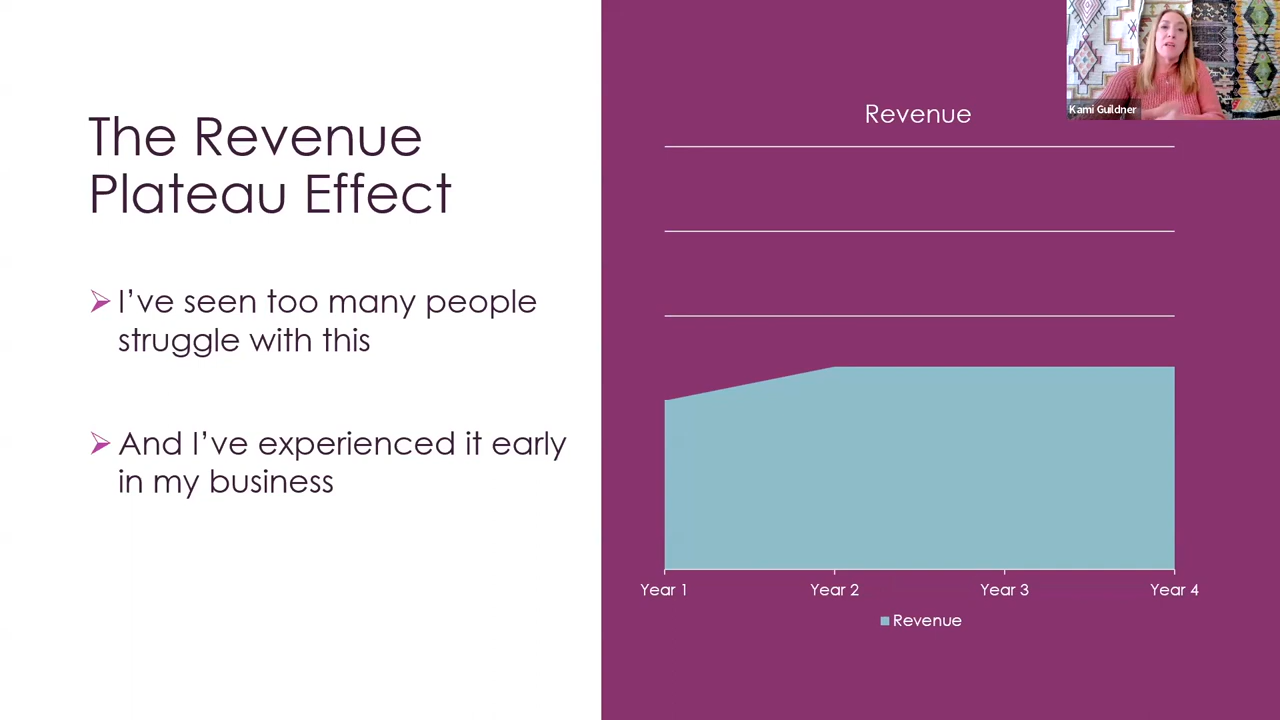 The Revenue
Plateau Effect
I’ve seen too many people
struggle with this
And I’ve experienced it early
in my business
Kami Guildner
Revenue
Year 1 Year 2 Year 3 Year 4
Revenue